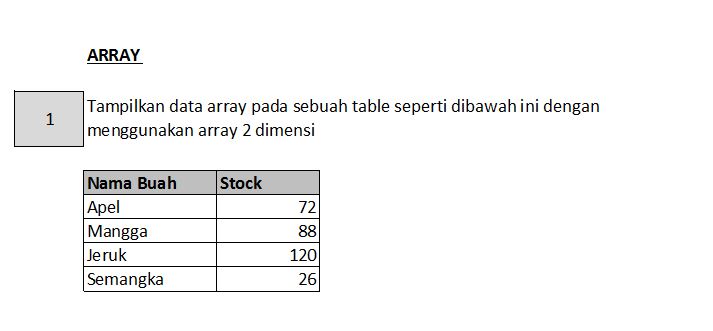 ARRAY
1
Tampilkan data array pada sebuah table seperti dibawah ini dengan
menggunakan array 2 dimensi
Nama Buah Stock
Apel 72
Mangga 88
Jeruk 120
Semangka 26